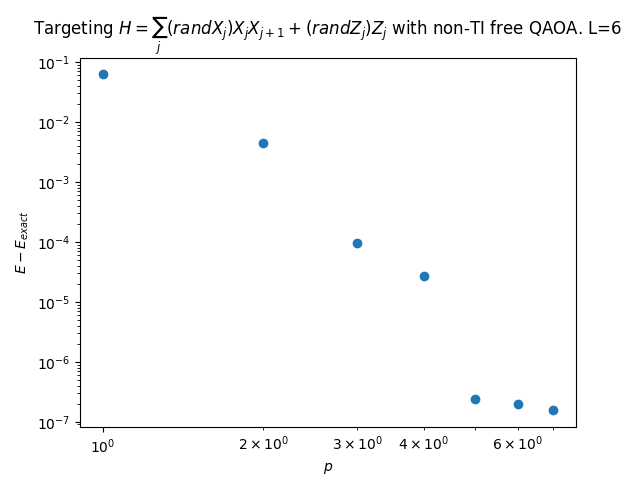 Targeting $H = \sum_j (randX_j)X_jX_{j+1} + (randZ_j)Z_j$ with non-TI free QAOA. L=6
$E - E_{exact}$
$10^{-1}$
$10^{-2}$
$10^{-3}$
$10^{-4}$
$10^{-5}$
$10^{-6}$
$10^{-7}$
$10^0$ $2 \times 10^0$ $3 \times 10^0$ $4 \times 10^0$ $6 \times 10^0$
$p$